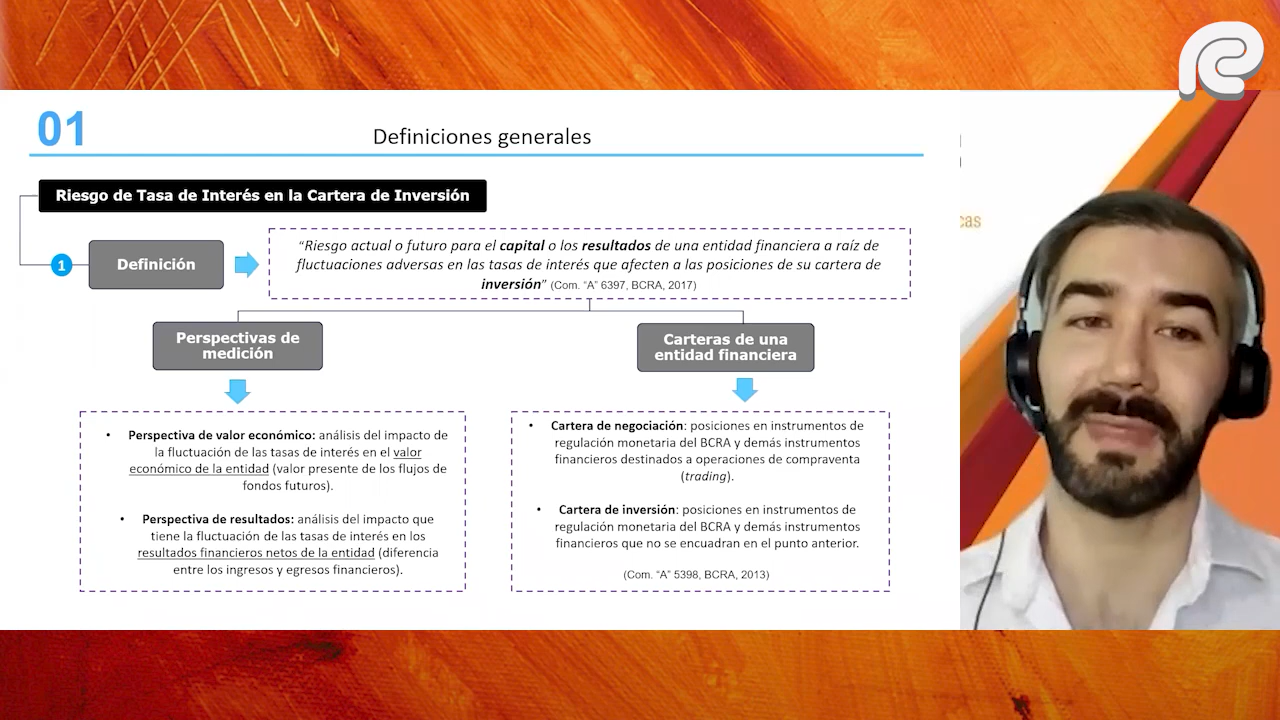 01
Definiciones generales
Riesgo de Tasa de Interés en la Cartera de Inversión
1
Definición
“Riesgo actual o futuro para el capital o los resultados de una entidad financiera a raíz de
fluctuaciones adversas en las tasas de interés que afecten a las posiciones de su cartera de
inversión” (Com. “A” 6397, BCRA, 2017)
Perspectivas de
medición
Carteras de una
entidad financiera
• Perspectiva de valor económico: análisis del impacto de
la fluctuación de las tasas de interés en el valor
económico de la entidad (valor presente de los flujos de
fondos futuros).
• Perspectiva de resultados: análisis del impacto que
tiene la fluctuación de las tasas de interés en los
resultados financieros netos de la entidad (diferencia
entre los ingresos y egresos financieros).
• Cartera de negociación: posiciones en instrumentos de
regulación monetaria del BCRA y demás instrumentos
financieros destinados a operaciones de compraventa
(trading).
• Cartera de inversión: posiciones en instrumentos de
regulación monetaria del BCRA y demás instrumentos
financieros que no se encuadran en el punto anterior.
(Com. “A” 5398, BCRA, 2013)
cas